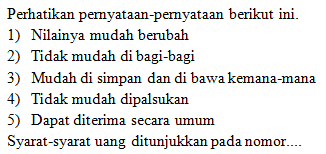 Perhatikan pernyataan-pernyataan berikut ini.
1) Nilainya mudah berubah
2) Tidak mudah di bagi-bagi
3) Mudah di simpan dan di bawa kemana-mana
4) Tidak mudah dipalsukan
5) Dapat diterima secara umum
Syarat-syarat uang ditunjukkan pada nomor....